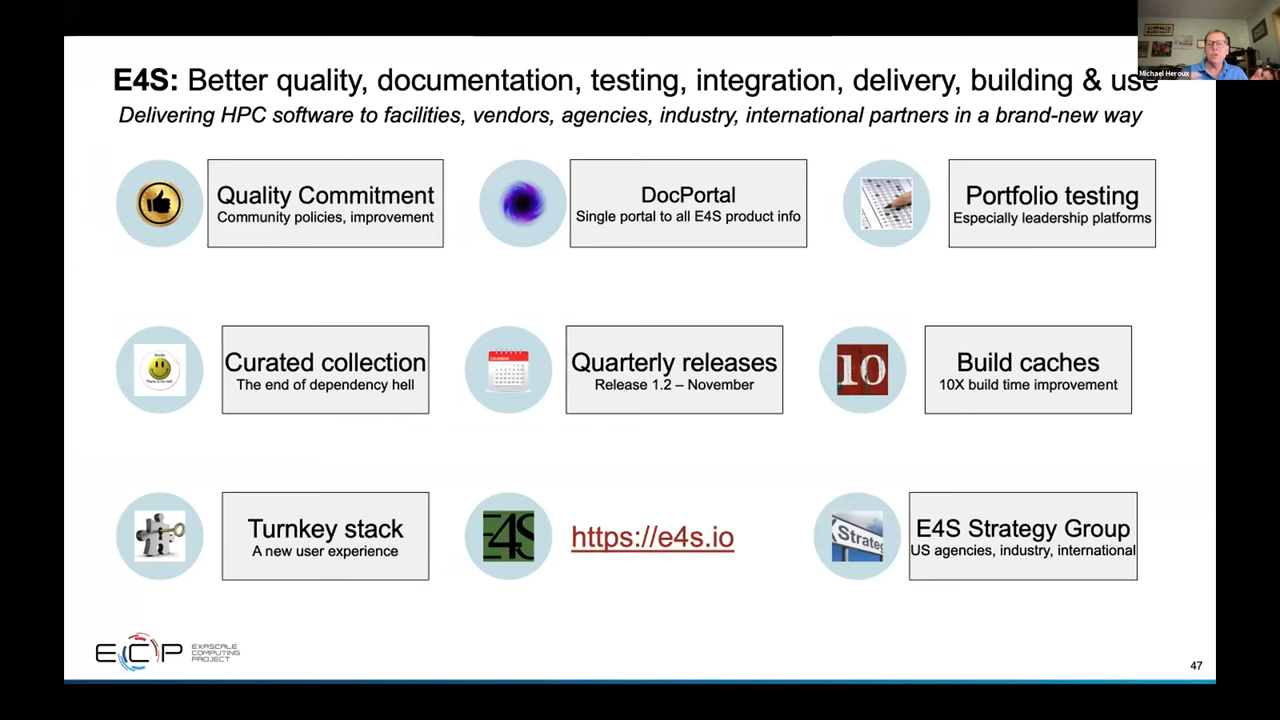 E4S: Better quality, documentation, testing, integration, delivery, building & use
Delivering HPC software to facilities, vendors, agencies, industry, international partners in a brand-new way
Michael Heroux
Quality Commitment
Community policies, improvement
DocPortal
Single portal to all E4S product info
Portfolio testing
Especially leadership platforms
Curated collection
The end of dependency hell
CALENDAR
Quarterly releases
Release 1.2 – November
10
Build caches
10X build time improvement
Turnkey stack
A new user experience
E4S
https://e4s.io
Strate
E4S Strategy Group
US agencies, industry, international
ECP
EXASCALE
COMPUTING
PROJECT
47